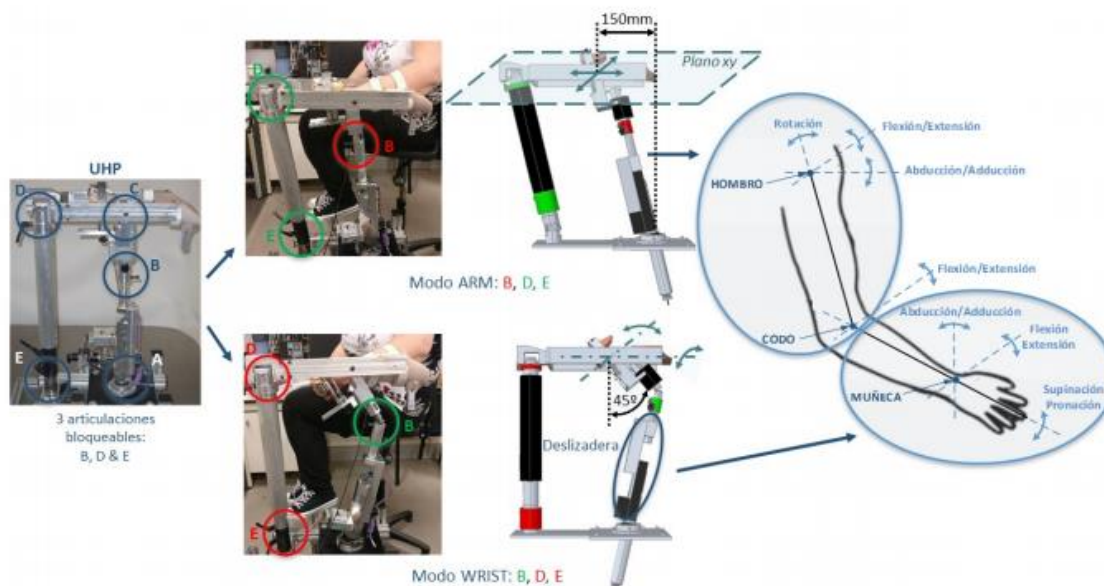 UHP
D
C
B
E
A
3 articulaciones
bloqueables:
B, D & E
D
B
E
150mm
Plano xy
Modo ARM: B, D, E
D
B
E
45º
Deslizadera
Modo WRIST: B, D, E
Rotación
Flexión/Extensión
HOMBRO
Abducción/Adducción
Flexión/Extensión
CODO
Abducción/Adducción
Flexión
Extensión
MUÑECA
Supinación
Pronación